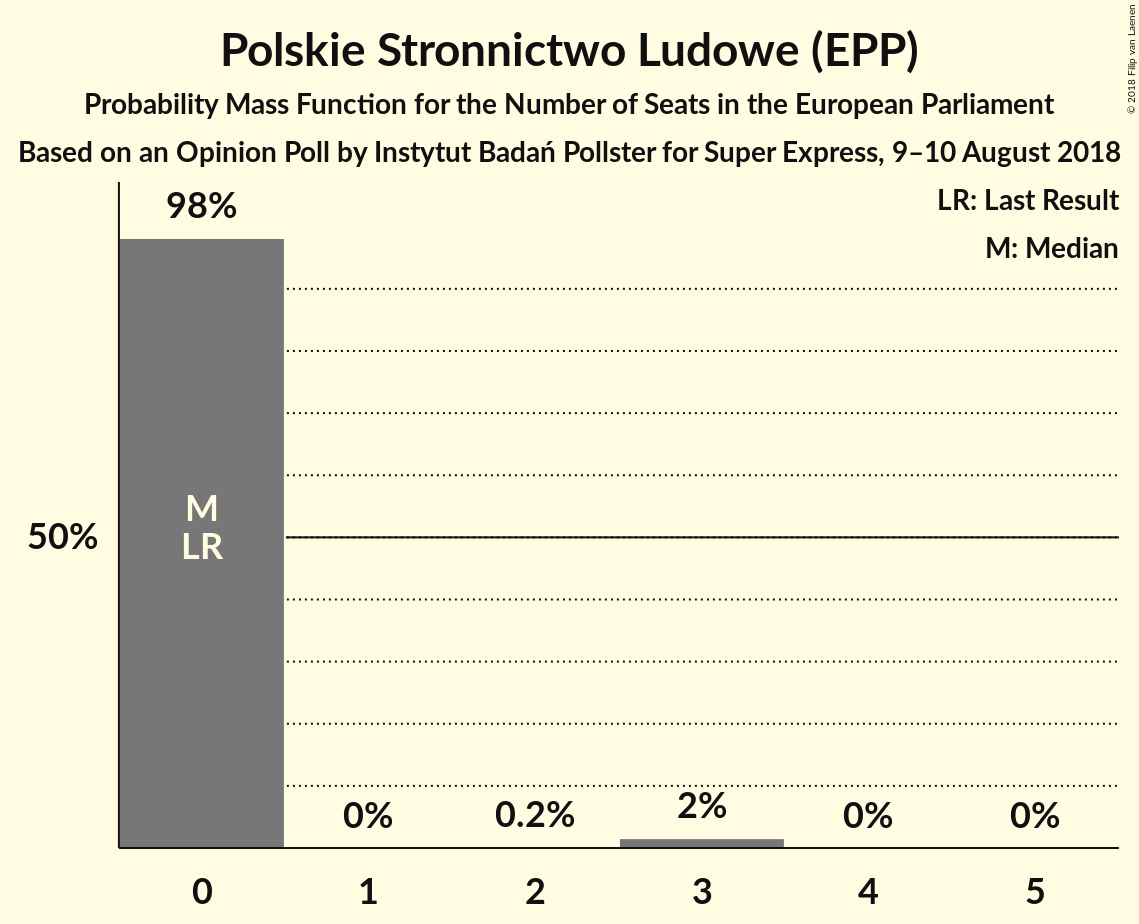 Polskie Stronnictwo Ludowe (EPP)
Probability Mass Function for the Number of Seats in the European Parliament
Based on an Opinion Poll by Instytut Badań Pollster for Super Express, 9–10 August 2018
© 2018 Filip van Laenen
LR: Last Result
M: Median
98%
M
LR
50%
0%
0.2%
2%
0%
0%
0
1
2
3
4
5